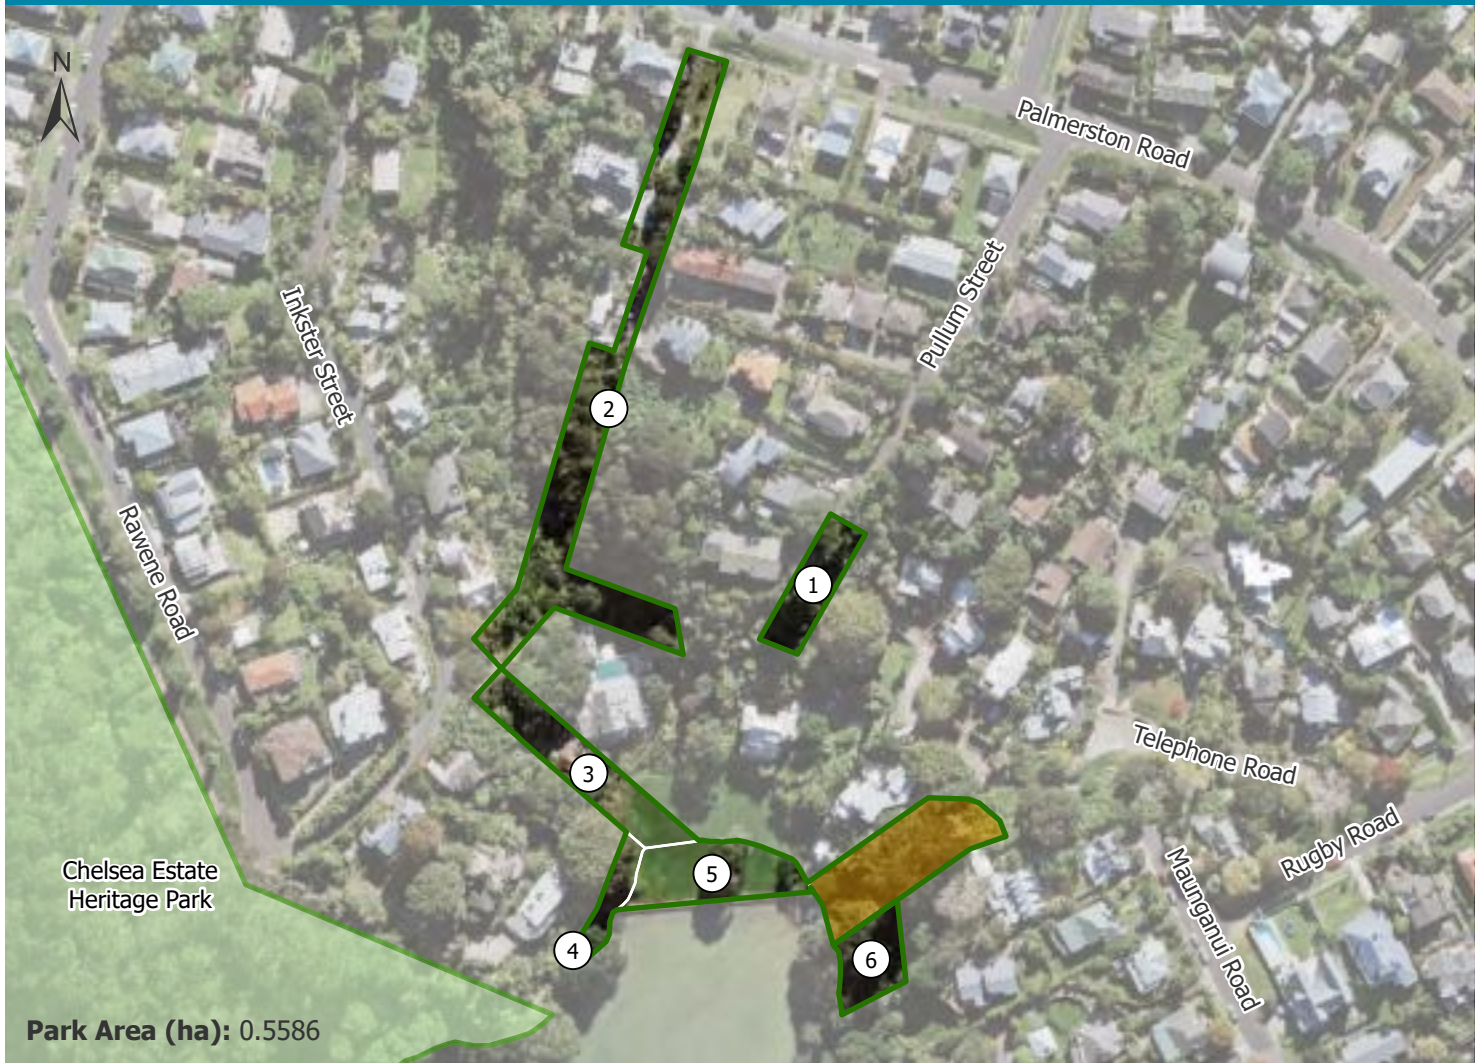 N
Palmerston Road
Pullum Street
Inkster Street
2
Rawene Road
1
3
Telephone Road
Rugby Road
Maunganui Road
5
Chelsea Estate
Heritage Park
4
6
Park Area (ha): 0.5586